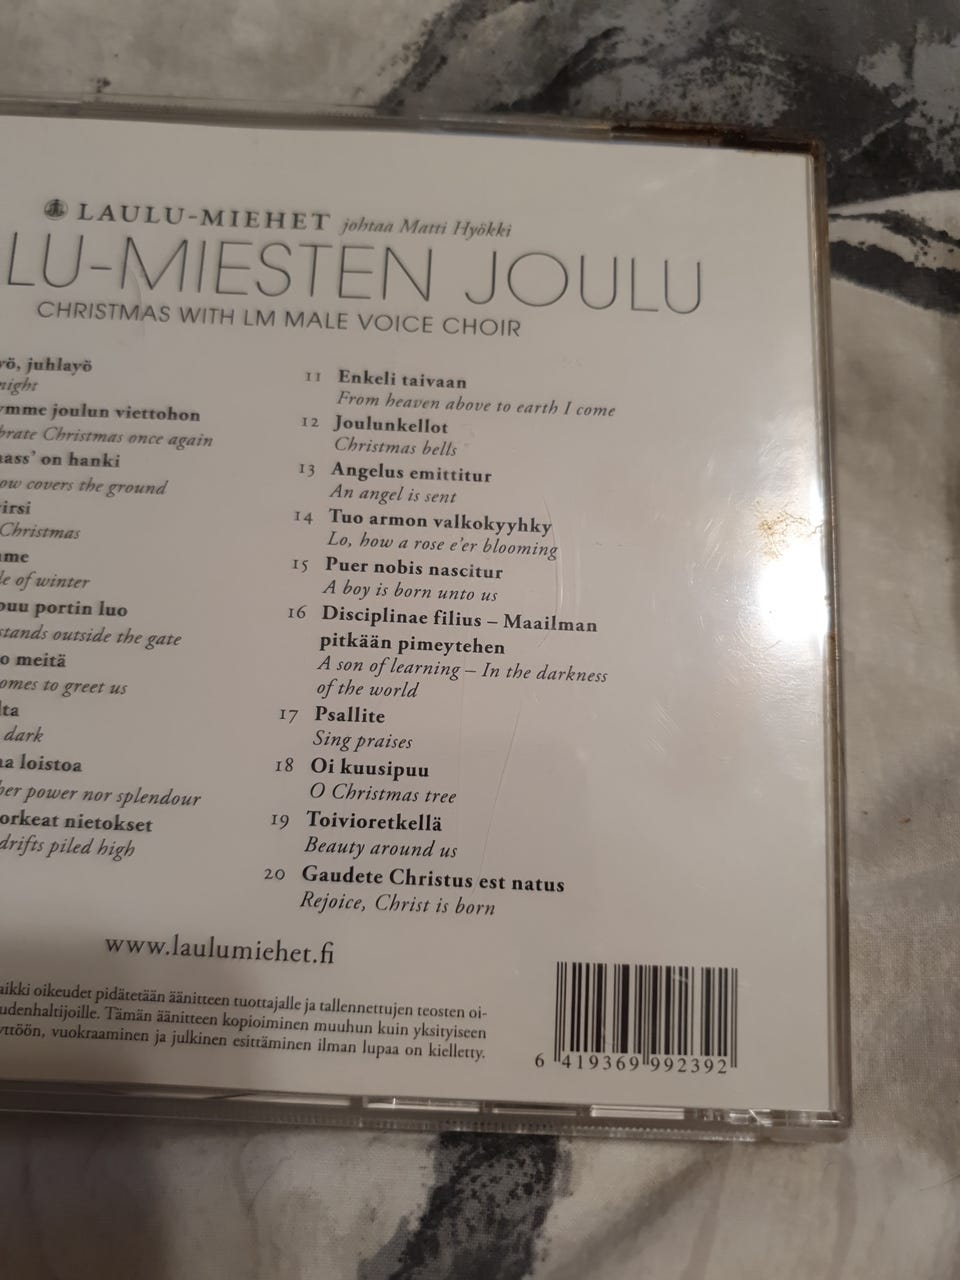 LAULU-MIEHET johtaa Matti Hyökki
LU-MIESTEN JOULU
CHRISTMAS WITH LM MALE VOICE CHOIR
yö, juhlayö
night
ymme joulun viettohon
brate Christmas once again
aass' on hanki
ow covers the ground
irsi
Christmas
me
le of winter
puu portin luo
stands outside the gate
o meitä
omes to greet us
lta
dark
na loistoa
her power nor splendour
orkeat nietokset
drifts piled high
11 Enkeli taivaan
From heaven above to earth I come
12 Joulunkellot
Christmas bells
13 Angelus emittitur
An angel is sent
14 Tuo armon valkokyyhky
Lo, how a rose e'er blooming
15 Puer nobis nascitur
A boy is born unto us
16 Disciplinae filius – Maailman
pitkään pimeytehen
A son of learning – In the darkness
of the world
17 Psallite
Sing praises
18 Oi kuusipuu
O Christmas tree
19 Toivioretkellä
Beauty around us
20 Gaudete Christus est natus
Rejoice, Christ is born
www.laulumiehet.fi
aikki oikeudet pidätetään äänitteen tuottajalle ja tallennettujen teosten oi-
udenhaltijoille. Tämän äänitteen kopioiminen muuhun kuin yksityiseen
yttöön, vuokraaminen ja julkinen esittäminen ilman lupaa on kielletty.
6 419369 992392